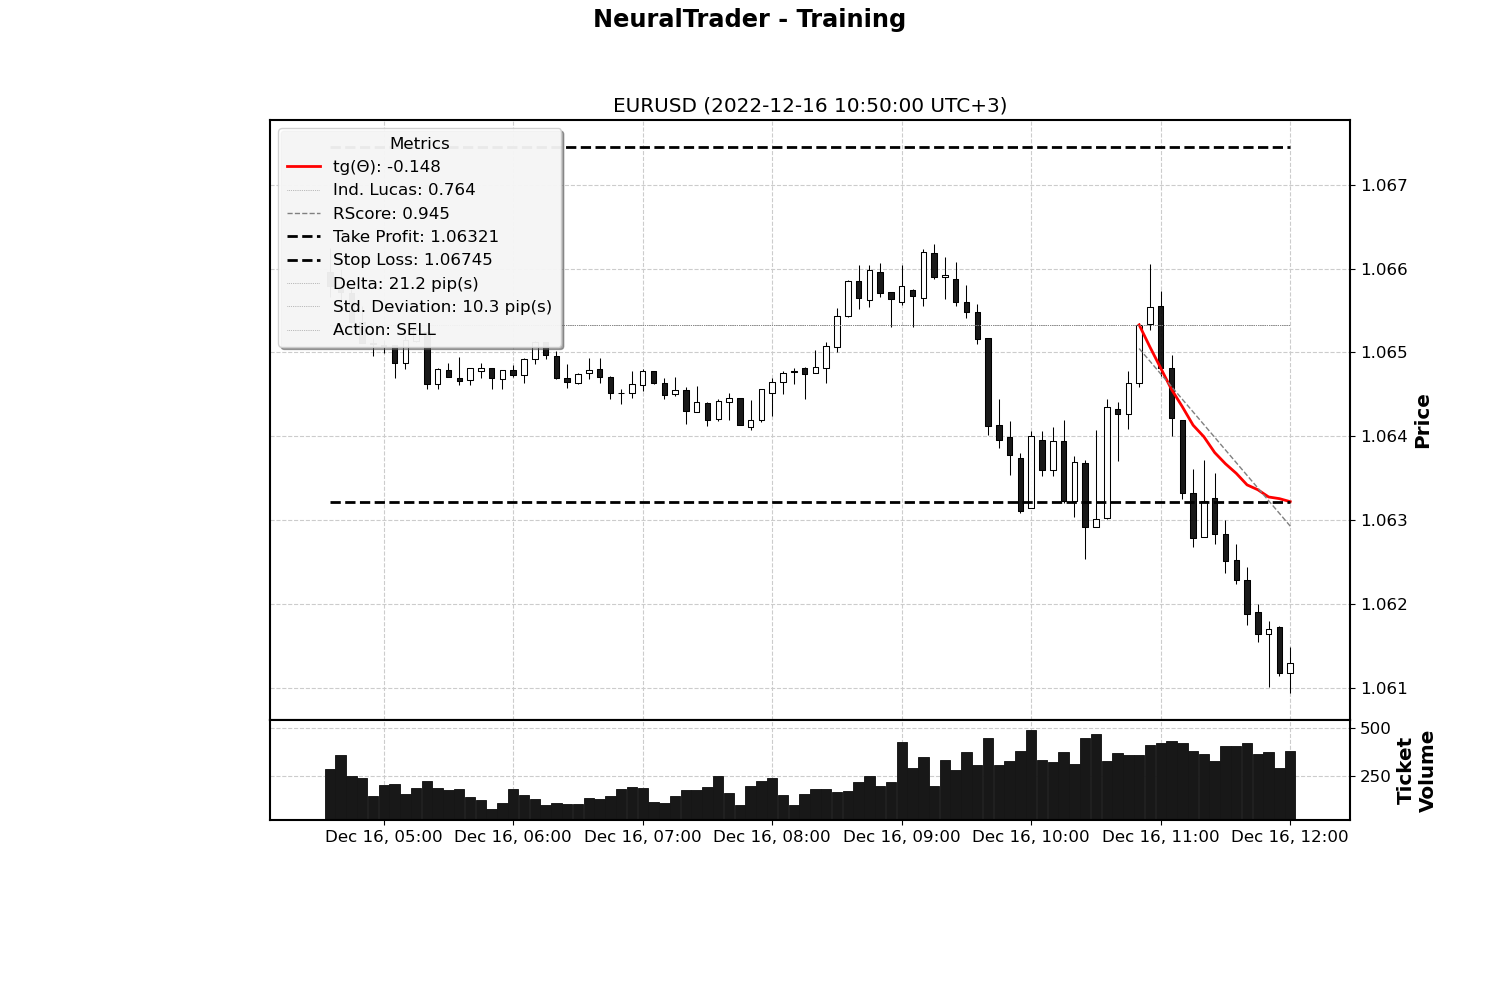 NeuralTrader - Training
EURUSD (2022-12-16 10:50:00 UTC+3)
Metrics
tg(Θ): -0.148
Ind. Lucas: 0.764
RScore: 0.945
Take Profit: 1.06321
Stop Loss: 1.06745
Delta: 21.2 pip(s)
Std. Deviation: 10.3 pip(s)
Action: SELL
1.067
1.066
1.065
1.064
1.063
1.062
1.061
Price
500
250
Ticket
Volume
Dec 16, 05:00 Dec 16, 06:00 Dec 16, 07:00 Dec 16, 08:00 Dec 16, 09:00 Dec 16, 10:00 Dec 16, 11:00 Dec 16, 12:00